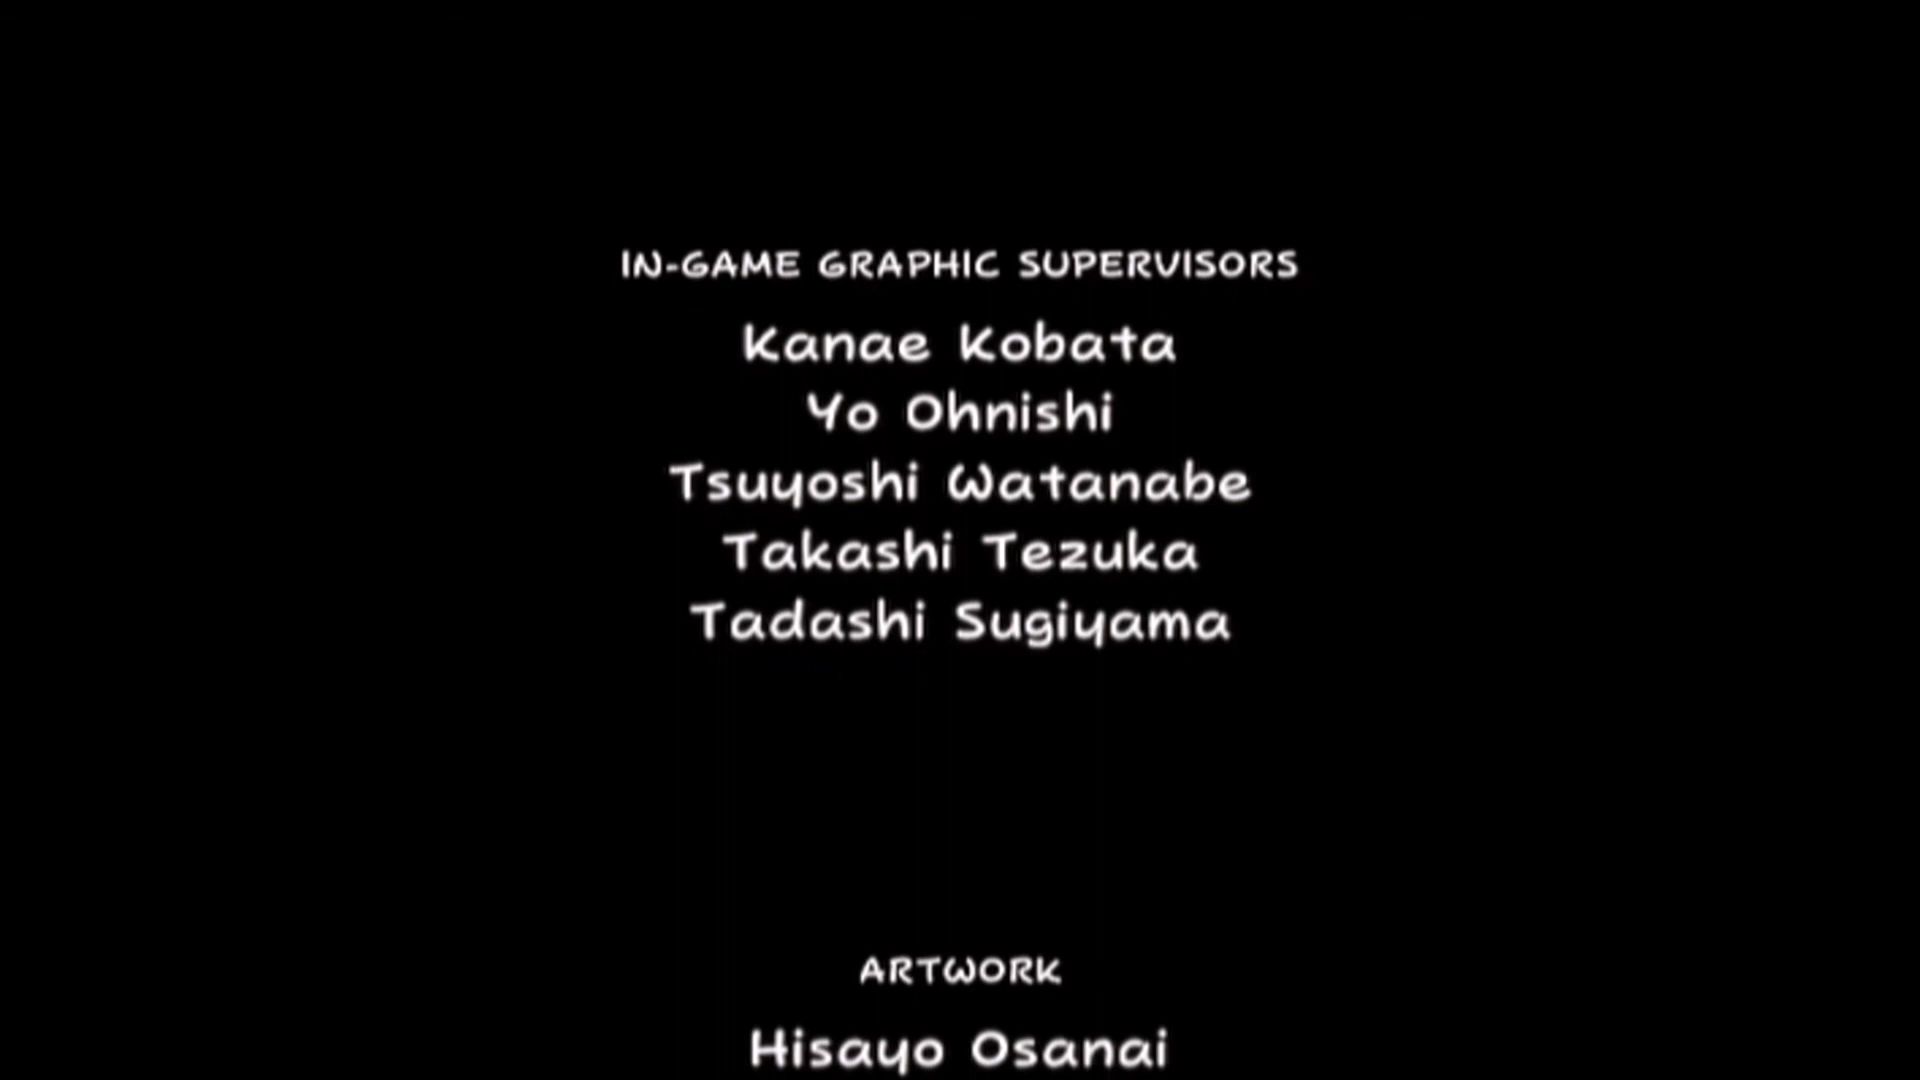 IN-GAME GRAPHIC SUPERVISORS
Kanae Kobata
Yo Ohnishi
Tsuyoshi Watanabe
Takashi Tezuka
Tadashi Sugiyama
ARTWORK
Hisayo Osanai